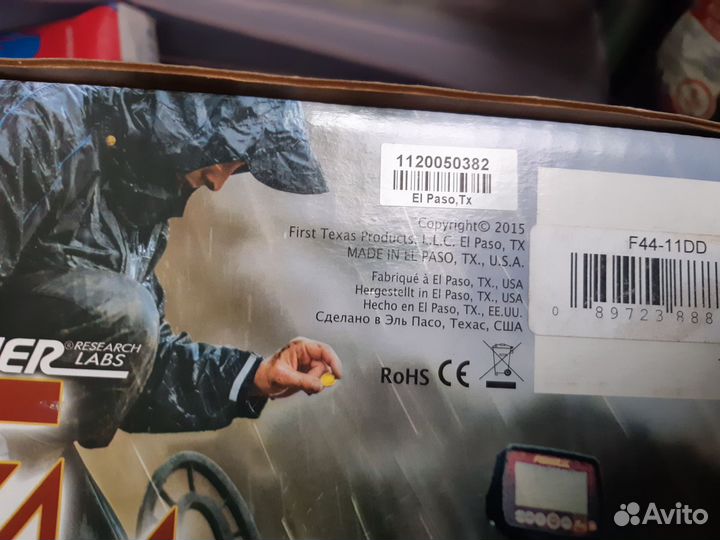 1120050382
El Paso,Tx
Copyright© 2015
First Texas Products, L.L.C. El Paso, TX
MADE IN EL PASO, TX., U.S.A.
Fabriqué à El Paso, TX., USA
Hergestellt in El Paso, TX., USA
Hecho en El Paso, TX., EE.UU.
Сделано в Эль Пасо, Техас, США
RoHS CE
F44-11DD
0 89723 888
®RESEARCH
LABS
Avito